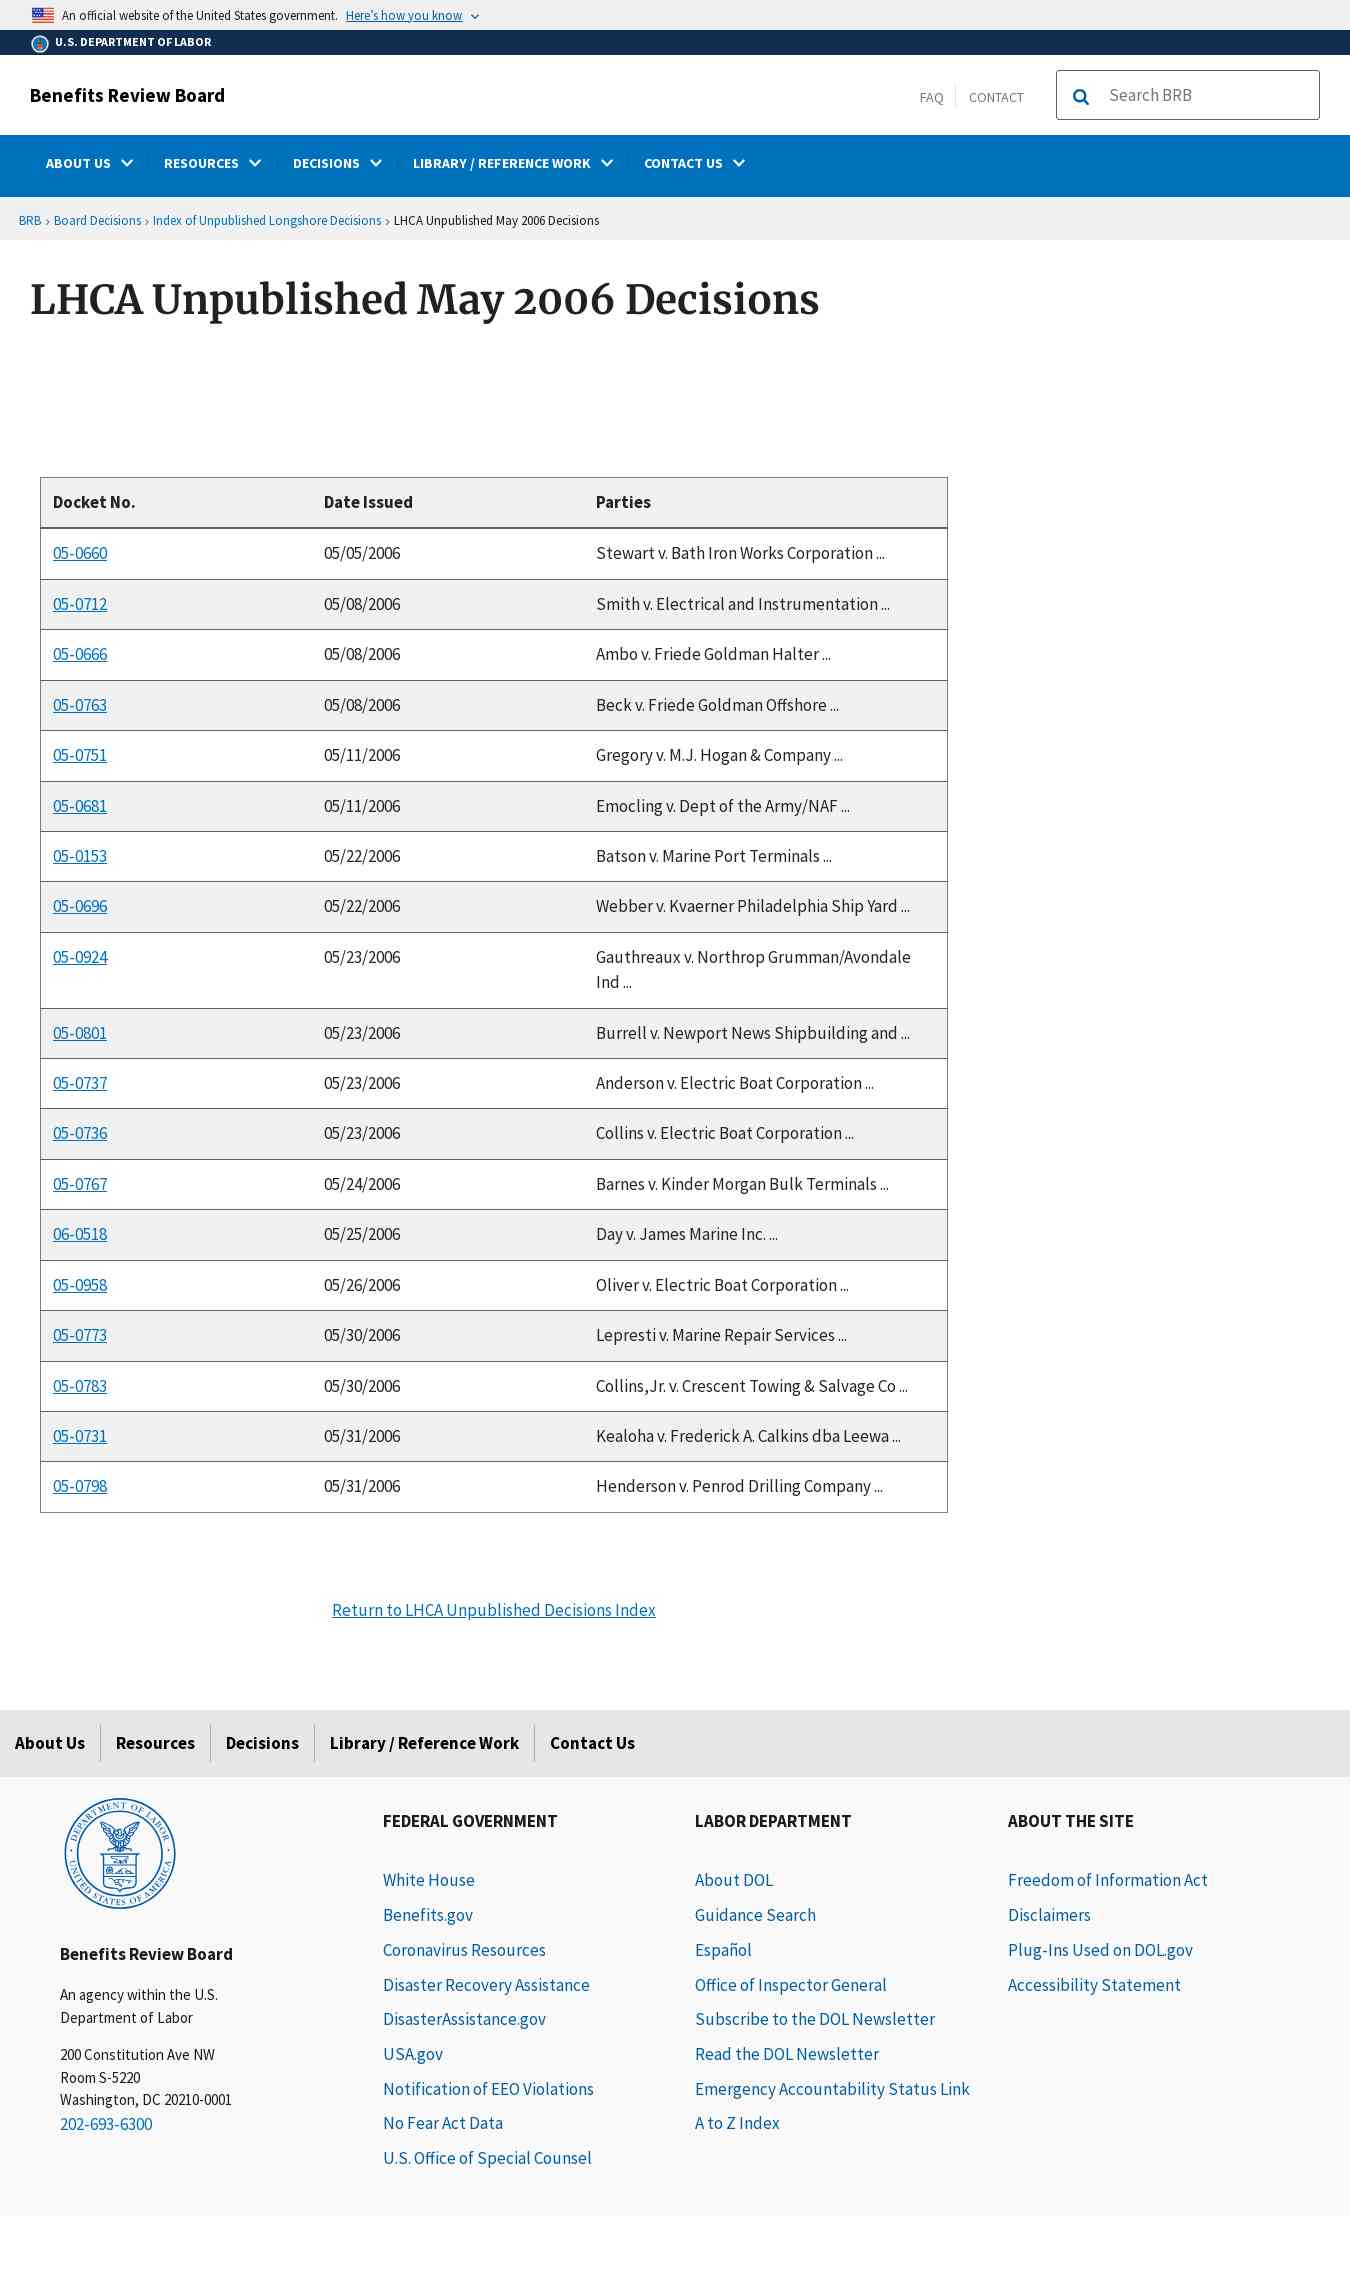 An official website of the United States government. Here's how you know
U.S. DEPARTMENT OF LABOR
Benefits Review Board
FAQ
CONTACT
Search BRB
ABOUT US
RESOURCES
DECISIONS
LIBRARY / REFERENCE WORK
CONTACT US
BRB › Board Decisions › Index of Unpublished Longshore Decisions › LHCA Unpublished May 2006 Decisions
LHCA Unpublished May 2006 Decisions
Docket No. Date Issued Parties
05-0660 05/05/2006 Stewart v. Bath Iron Works Corporation ...
05-0712 05/08/2006 Smith v. Electrical and Instrumentation ...
05-0666 05/08/2006 Ambo v. Friede Goldman Halter ...
05-0763 05/08/2006 Beck v. Friede Goldman Offshore ...
05-0751 05/11/2006 Gregory v. M.J. Hogan & Company ...
05-0681 05/11/2006 Emocling v. Dept of the Army/NAF ...
05-0153 05/22/2006 Batson v. Marine Port Terminals ...
05-0696 05/22/2006 Webber v. Kvaerner Philadelphia Ship Yard ...
05-0924 05/23/2006 Gauthreaux v. Northrop Grumman/Avondale
Ind ...
05-0801 05/23/2006 Burrell v. Newport News Shipbuilding and ...
05-0737 05/23/2006 Anderson v. Electric Boat Corporation ...
05-0736 05/23/2006 Collins v. Electric Boat Corporation ...
05-0767 05/24/2006 Barnes v. Kinder Morgan Bulk Terminals ...
06-0518 05/25/2006 Day v. James Marine Inc. ...
05-0958 05/26/2006 Oliver v. Electric Boat Corporation ...
05-0773 05/30/2006 Lepresti v. Marine Repair Services ...
05-0783 05/30/2006 Collins,Jr. v. Crescent Towing & Salvage Co ...
05-0731 05/31/2006 Kealoha v. Frederick A. Calkins dba Leewa ...
05-0798 05/31/2006 Henderson v. Penrod Drilling Company ...
Return to LHCA Unpublished Decisions Index
About Us
Resources
Decisions
Library / Reference Work
Contact Us
DEPARTMENT OF LABOR
UNITED STATES OF AMERICA
Benefits Review Board
An agency within the U.S.
Department of Labor
200 Constitution Ave NW
Room S-5220
Washington, DC 20210-0001
202-693-6300
FEDERAL GOVERNMENT
White House
Benefits.gov
Coronavirus Resources
Disaster Recovery Assistance
DisasterAssistance.gov
USA.gov
Notification of EEO Violations
No Fear Act Data
U.S. Office of Special Counsel
LABOR DEPARTMENT
About DOL
Guidance Search
Español
Office of Inspector General
Subscribe to the DOL Newsletter
Read the DOL Newsletter
Emergency Accountability Status Link
A to Z Index
ABOUT THE SITE
Freedom of Information Act
Disclaimers
Plug-Ins Used on DOL.gov
Accessibility Statement